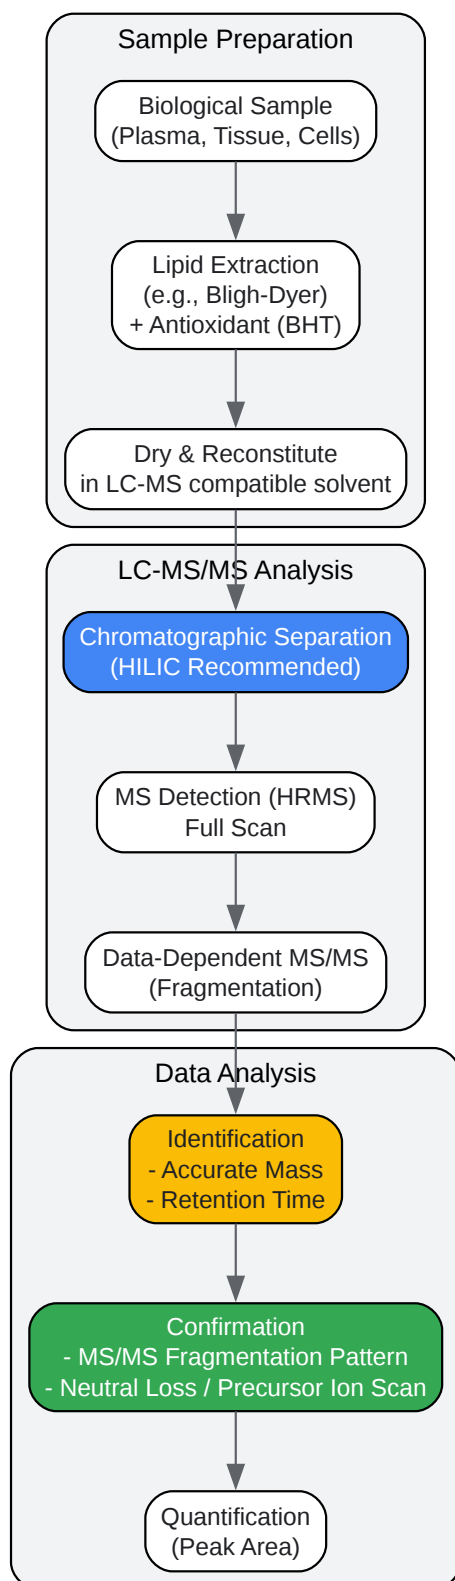 Sample Preparation
Biological Sample
(Plasma, Tissue, Cells)
Lipid Extraction
(e.g., Bligh-Dyer)
+ Antioxidant (BHT)
Dry & Reconstitute
in LC-MS compatible solvent
LC-MS/MS Analysis
Chromatographic Separation
(HILIC Recommended)
MS Detection (HRMS)
Full Scan
Data-Dependent MS/MS
(Fragmentation)
Data Analysis
Identification
- Accurate Mass
- Retention Time
Confirmation
- MS/MS Fragmentation Pattern
- Neutral Loss / Precursor Ion Scan
Quantification
(Peak Area)